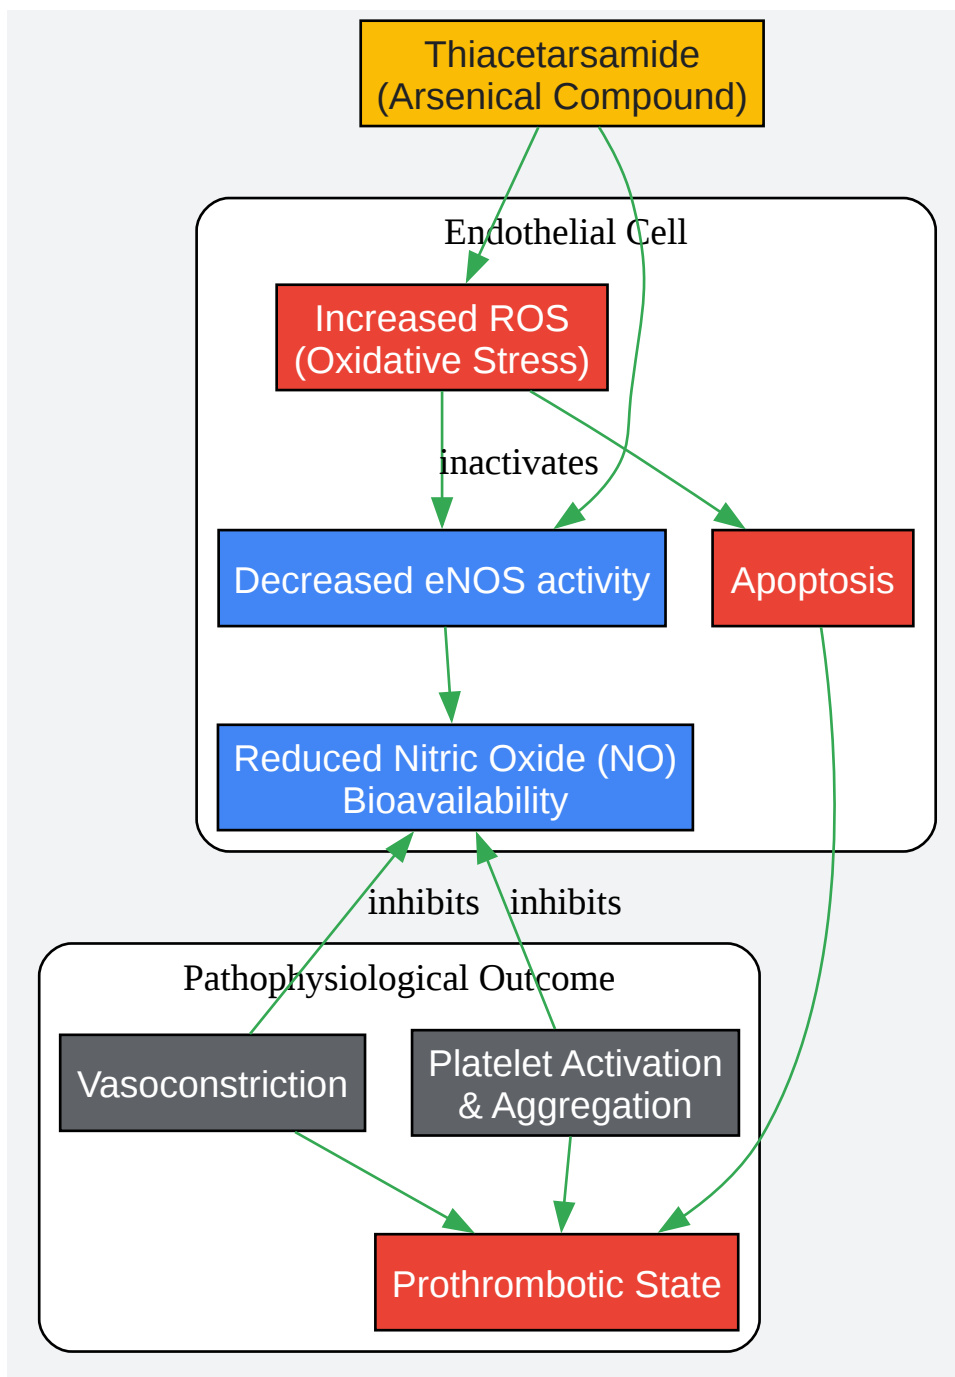 Thiacetarsamide
(Arsenical Compound)
Endothelial Cell
Increased ROS
(Oxidative Stress)
inactivates
Decreased eNOS activity
Apoptosis
Reduced Nitric Oxide (NO)
Bioavailability
inhibits
inhibits
Pathophysiological Outcome
Vasoconstriction
Platelet Activation
& Aggregation
Prothrombotic State